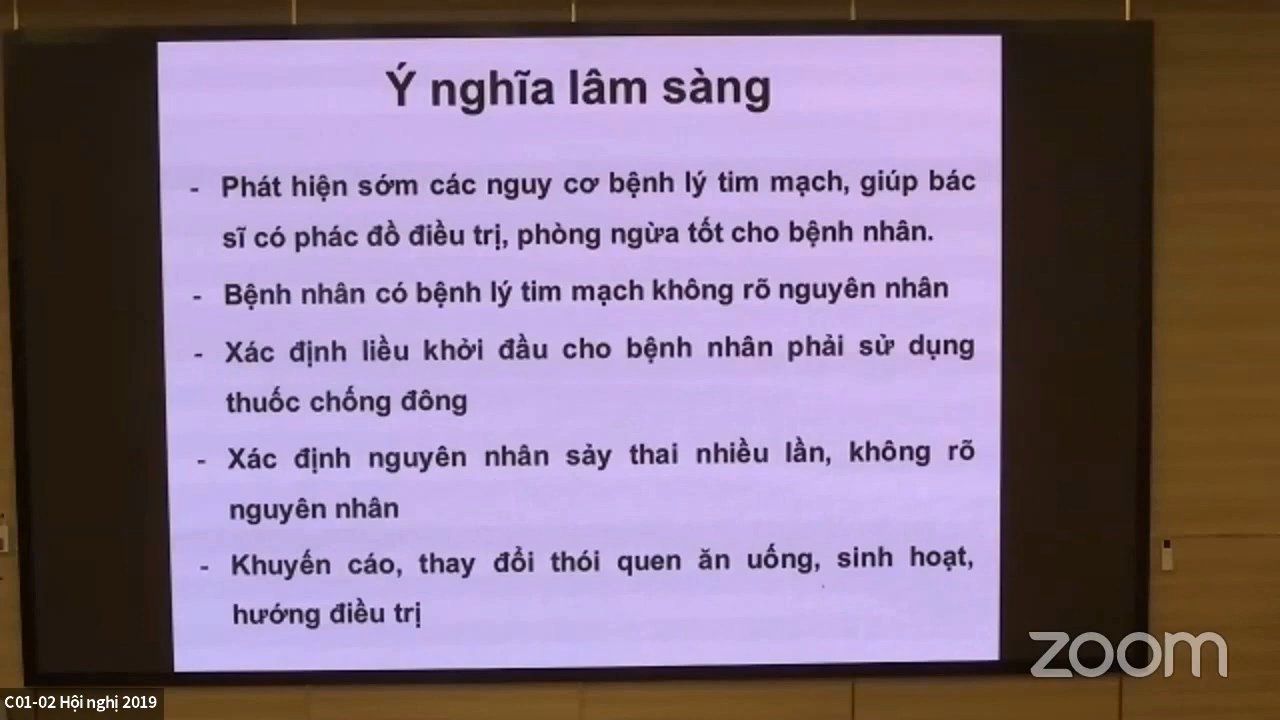 Ý nghĩa lâm sàng
- Phát hiện sớm các nguy cơ bệnh lý tim mạch, giúp bác
sĩ có phác đồ điều trị, phòng ngừa tốt cho bệnh nhân.
- Bệnh nhân có bệnh lý tim mạch không rõ nguyên nhân
- Xác định liều khởi đầu cho bệnh nhân phải sử dụng
thuốc chống đông
- Xác định nguyên nhân sảy thai nhiều lần, không rõ
nguyên nhân
- Khuyến cáo, thay đổi thói quen ăn uống, sinh hoạt,
hướng điều trị
zoom
C01-02 Hội nghị 2019